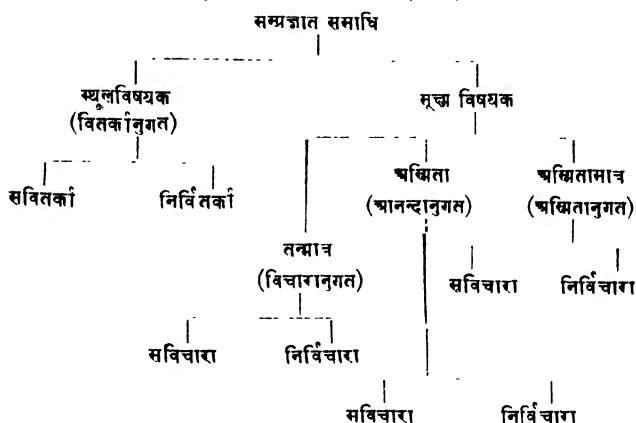 सम्प्रज्ञात समाधि
स्थूलविषयक सूक्ष्म विषयक
(वितर्कानुगत)
सवितर्का निर्वितर्का अस्मिता अस्मितामात्र
(आनन्दानुगत) (अस्मितानुगत)
तन्मात्र
(विचारानुगत) सविचारा निर्विचारा
सविचारा निर्विचारा
सविचारा निर्विचारा